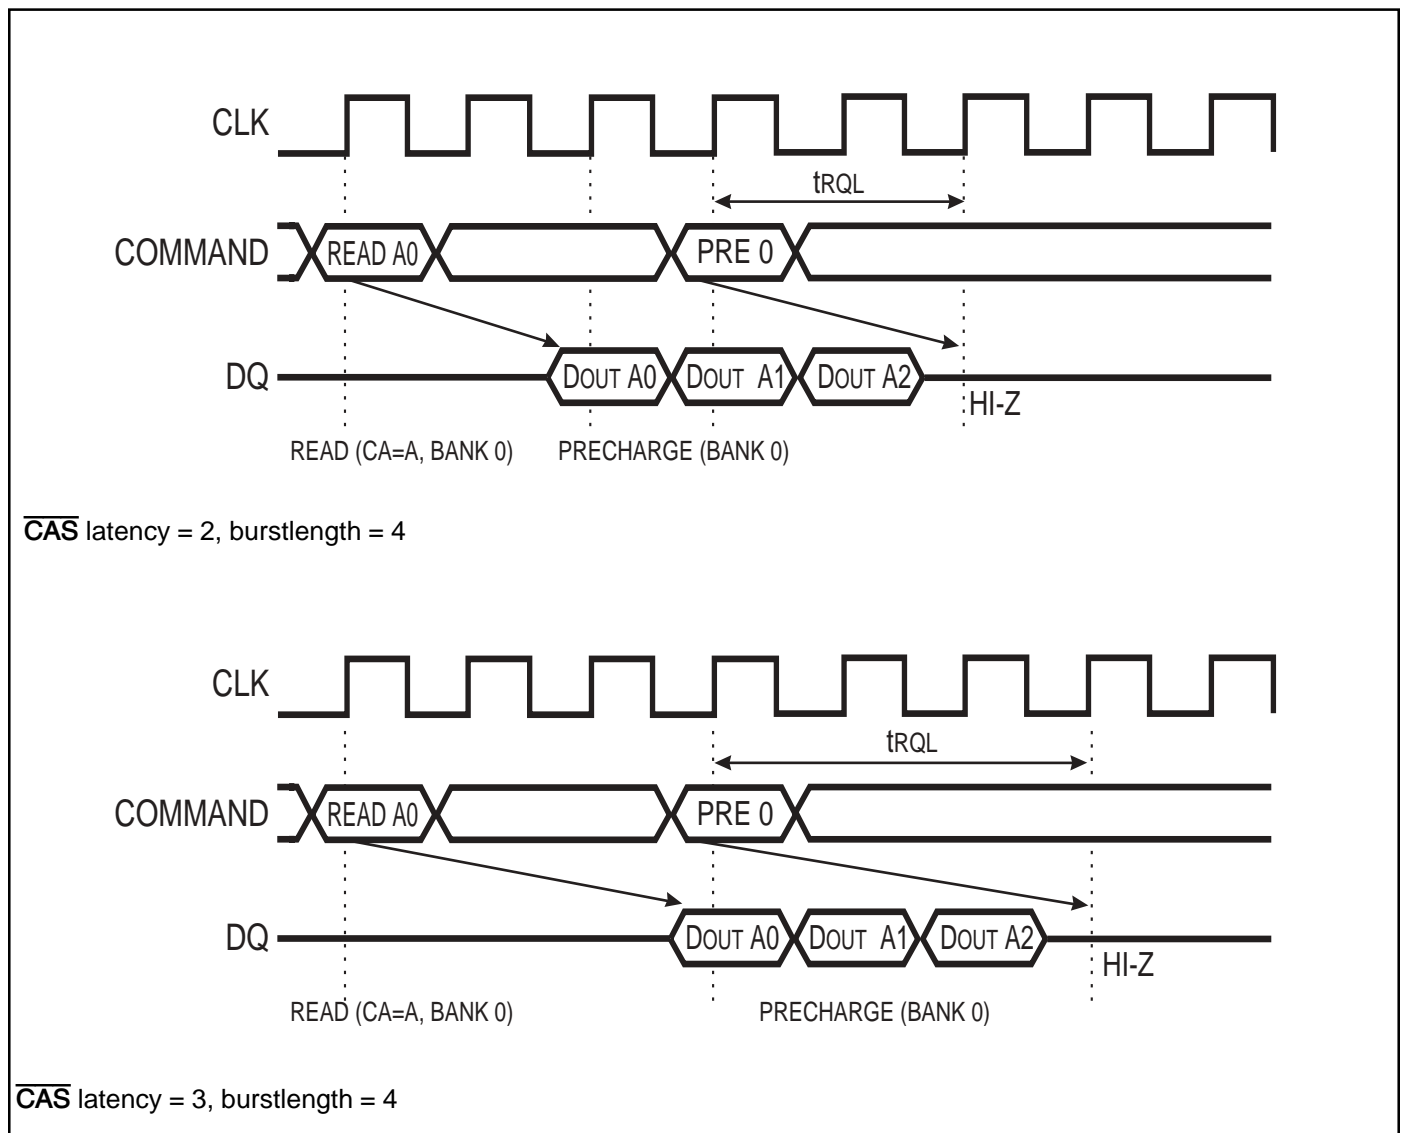 CLK
tRQL
COMMAND READ A0 PRE 0
DQ DOUT A0 DOUT A1 DOUT A2
HI-Z
READ (CA=A, BANK 0) PRECHARGE (BANK 0)
CAS latency = 2, burstlength = 4
CLK
tRQL
COMMAND READ A0 PRE 0
DQ DOUT A0 DOUT A1 DOUT A2
HI-Z
READ (CA=A, BANK 0) PRECHARGE (BANK 0)
CAS latency = 3, burstlength = 4